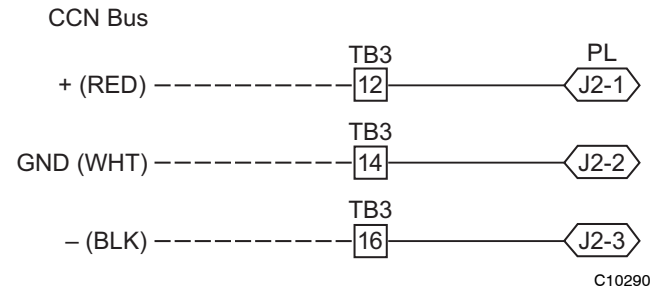 CCN Bus
TB3 PL
+ (RED) 12 J2-1
TB3
GND (WHT) 14 J2-2
TB3
– (BLK) 16 J2-3
C10290